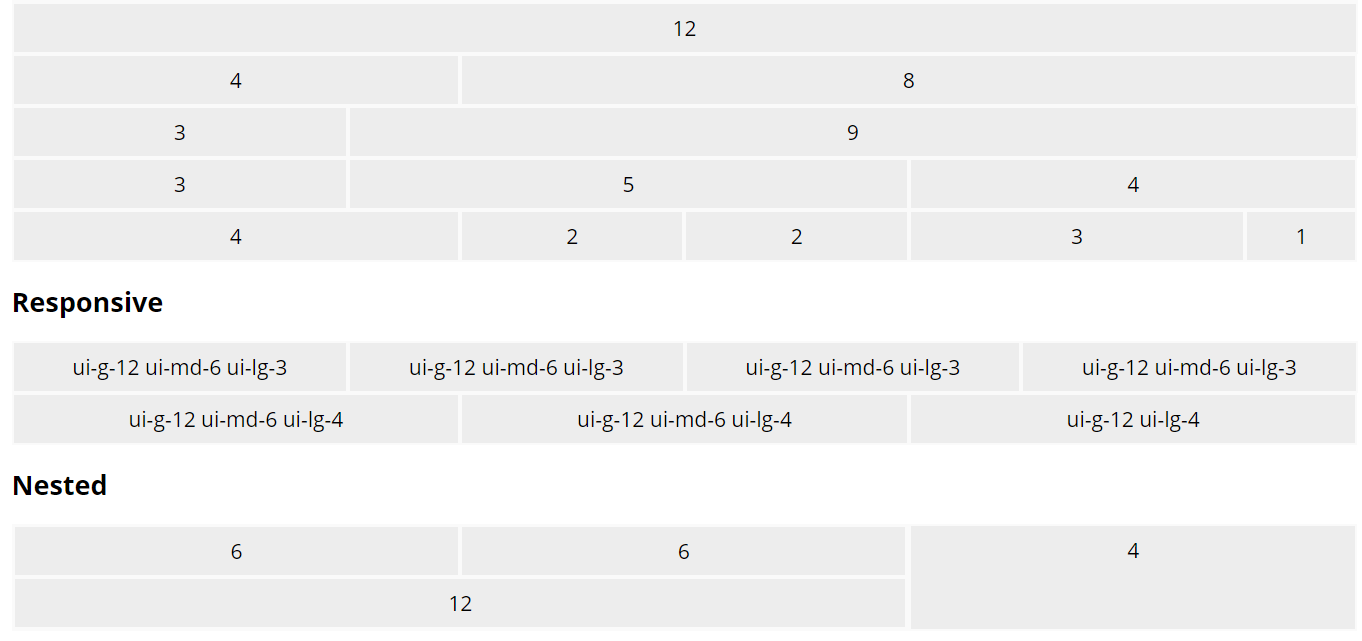 12
4 8
3 9
3 5 4
4 2 2 3 1
Responsive
ui-g-12 ui-md-6 ui-lg-3 ui-g-12 ui-md-6 ui-lg-3 ui-g-12 ui-md-6 ui-lg-3 ui-g-12 ui-md-6 ui-lg-3
ui-g-12 ui-md-6 ui-lg-4 ui-g-12 ui-md-6 ui-lg-4 ui-g-12 ui-lg-4
Nested
6 6 4
12